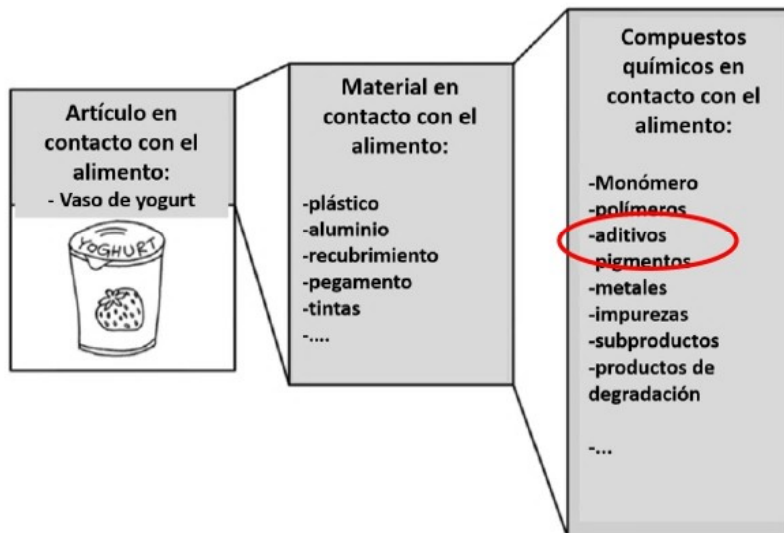 Artículo en
contacto con el
alimento:
- Vaso de yogurt
YOGHURT
Material en
contacto con el
alimento:
-plástico
-aluminio
-recubrimiento
-pegamento
-tintas
-....
Compuestos
químicos en
contacto con el
alimento:
-Monómero
-polímeros
-aditivos
-pigmentos
-metales
-impurezas
-subproductos
-productos de
degradación
-...